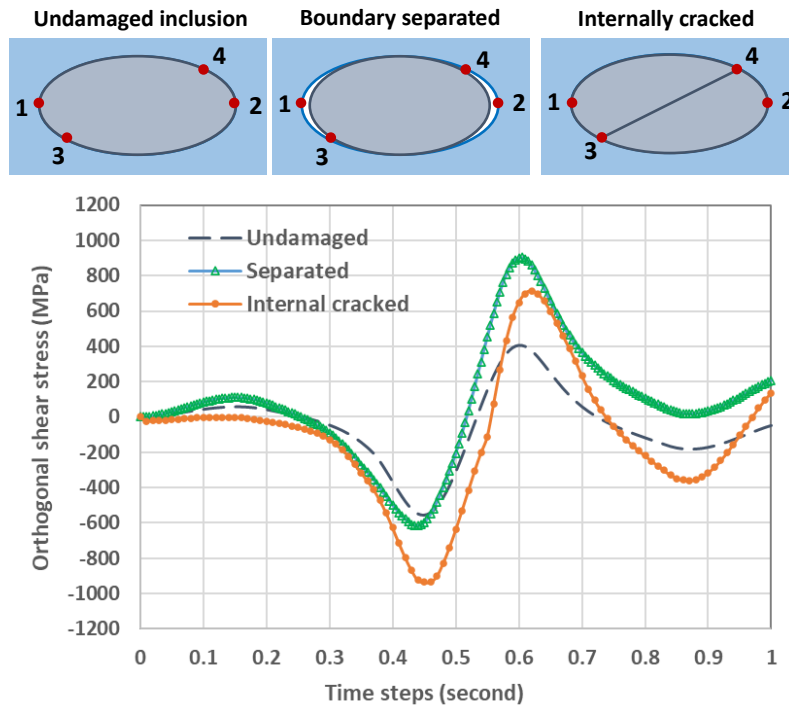 Undamaged inclusion
Boundary separated
Internally cracked
4
1
2
3
4
1
2
3
4
1
2
3
1200
1000
800
600
400
200
0
-200
-400
-600
-800
-1000
-1200
Orthogonal shear stress (MPa)
Undamaged
Separated
Internal cracked
0 0.1 0.2 0.3 0.4 0.5 0.6 0.7 0.8 0.9 1
Time steps (second)